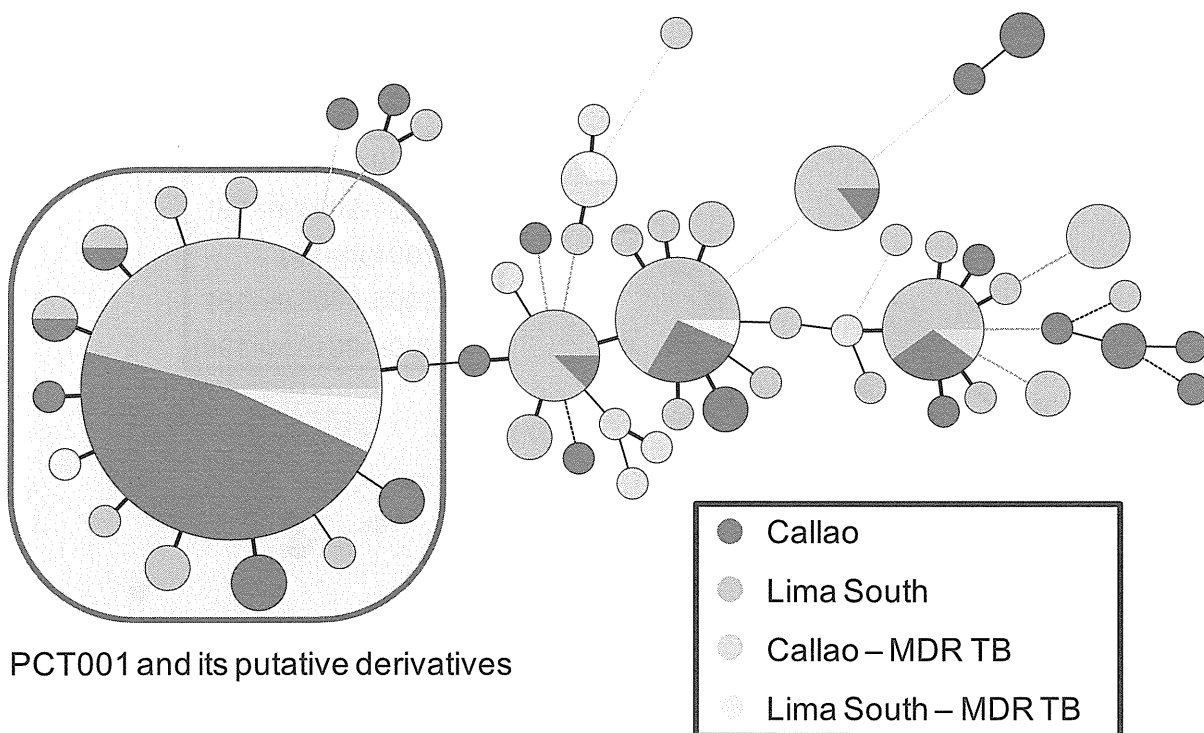 PCT001 and its putative derivatives
Callao
Lima South
Callao – MDR TB
Lima South – MDR TB